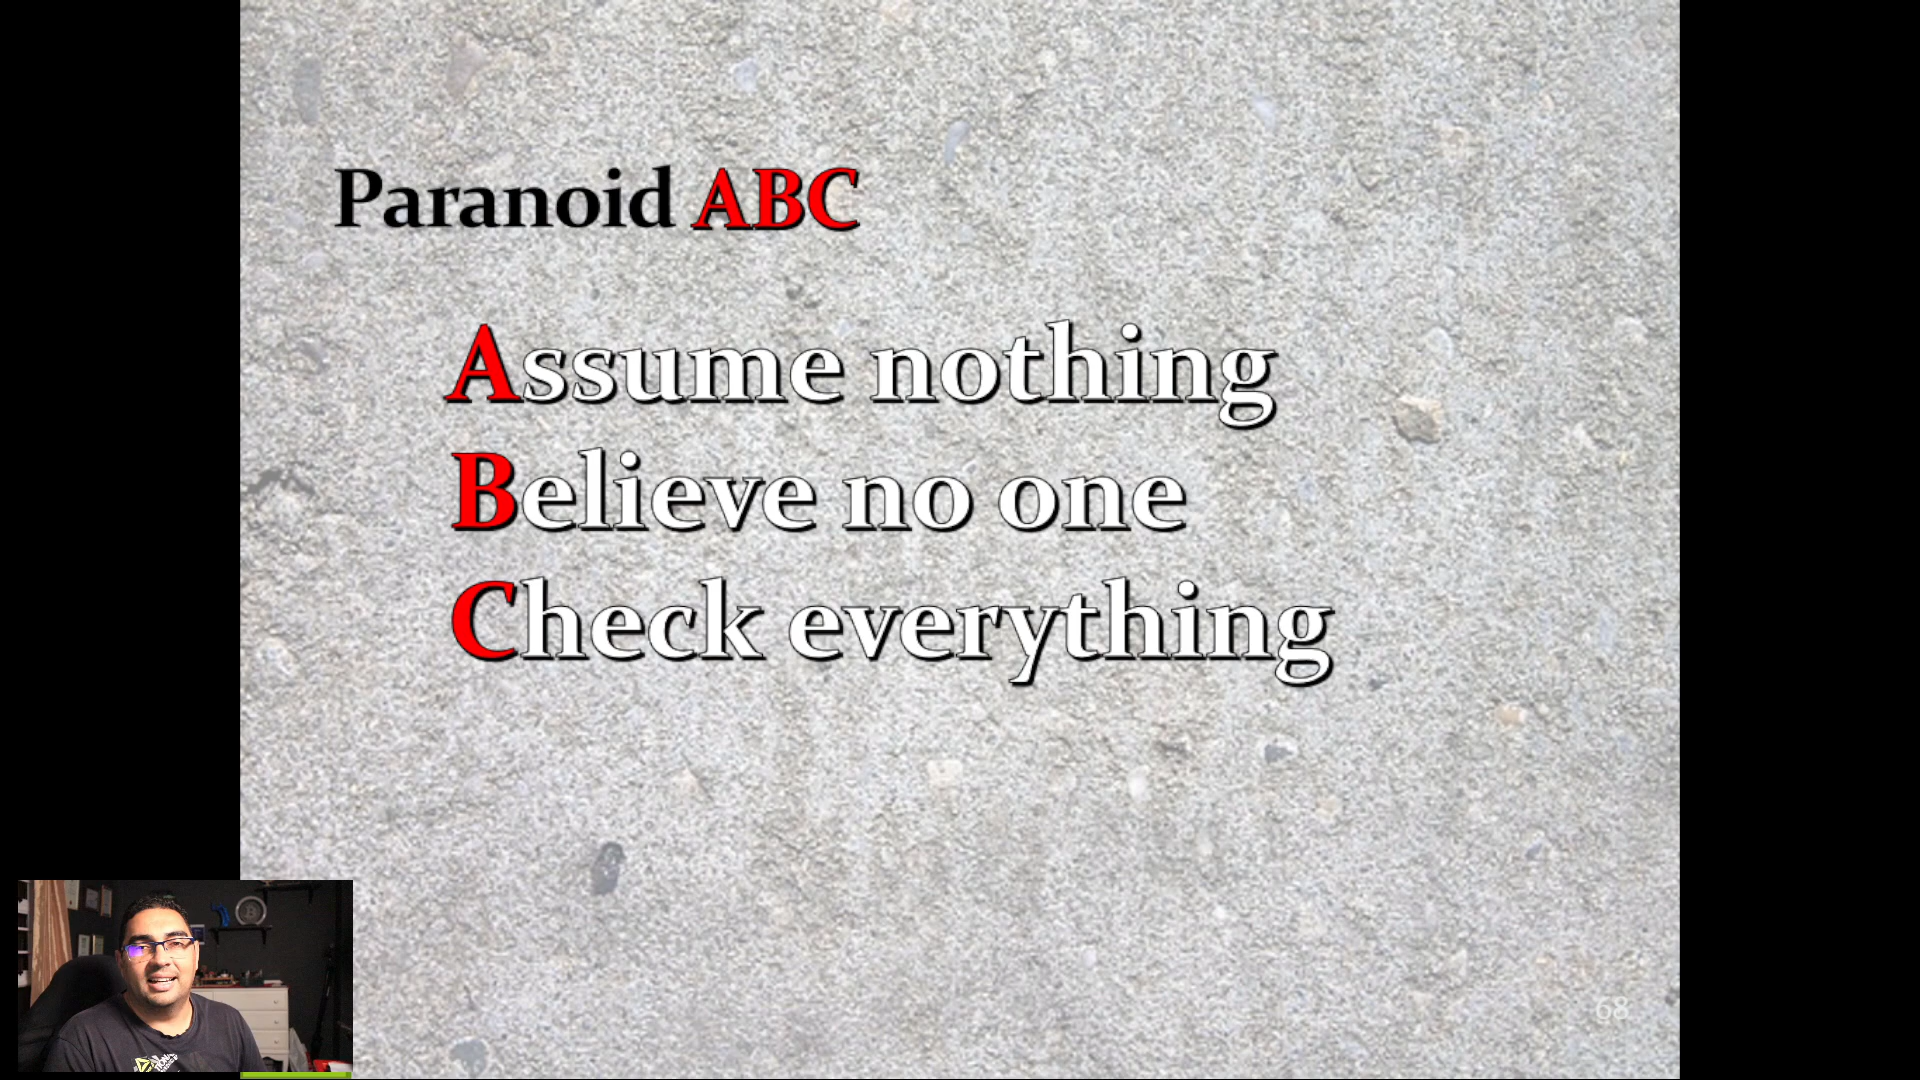 Paranoid ABC
Assume nothing
Believe no one
Check everything
68